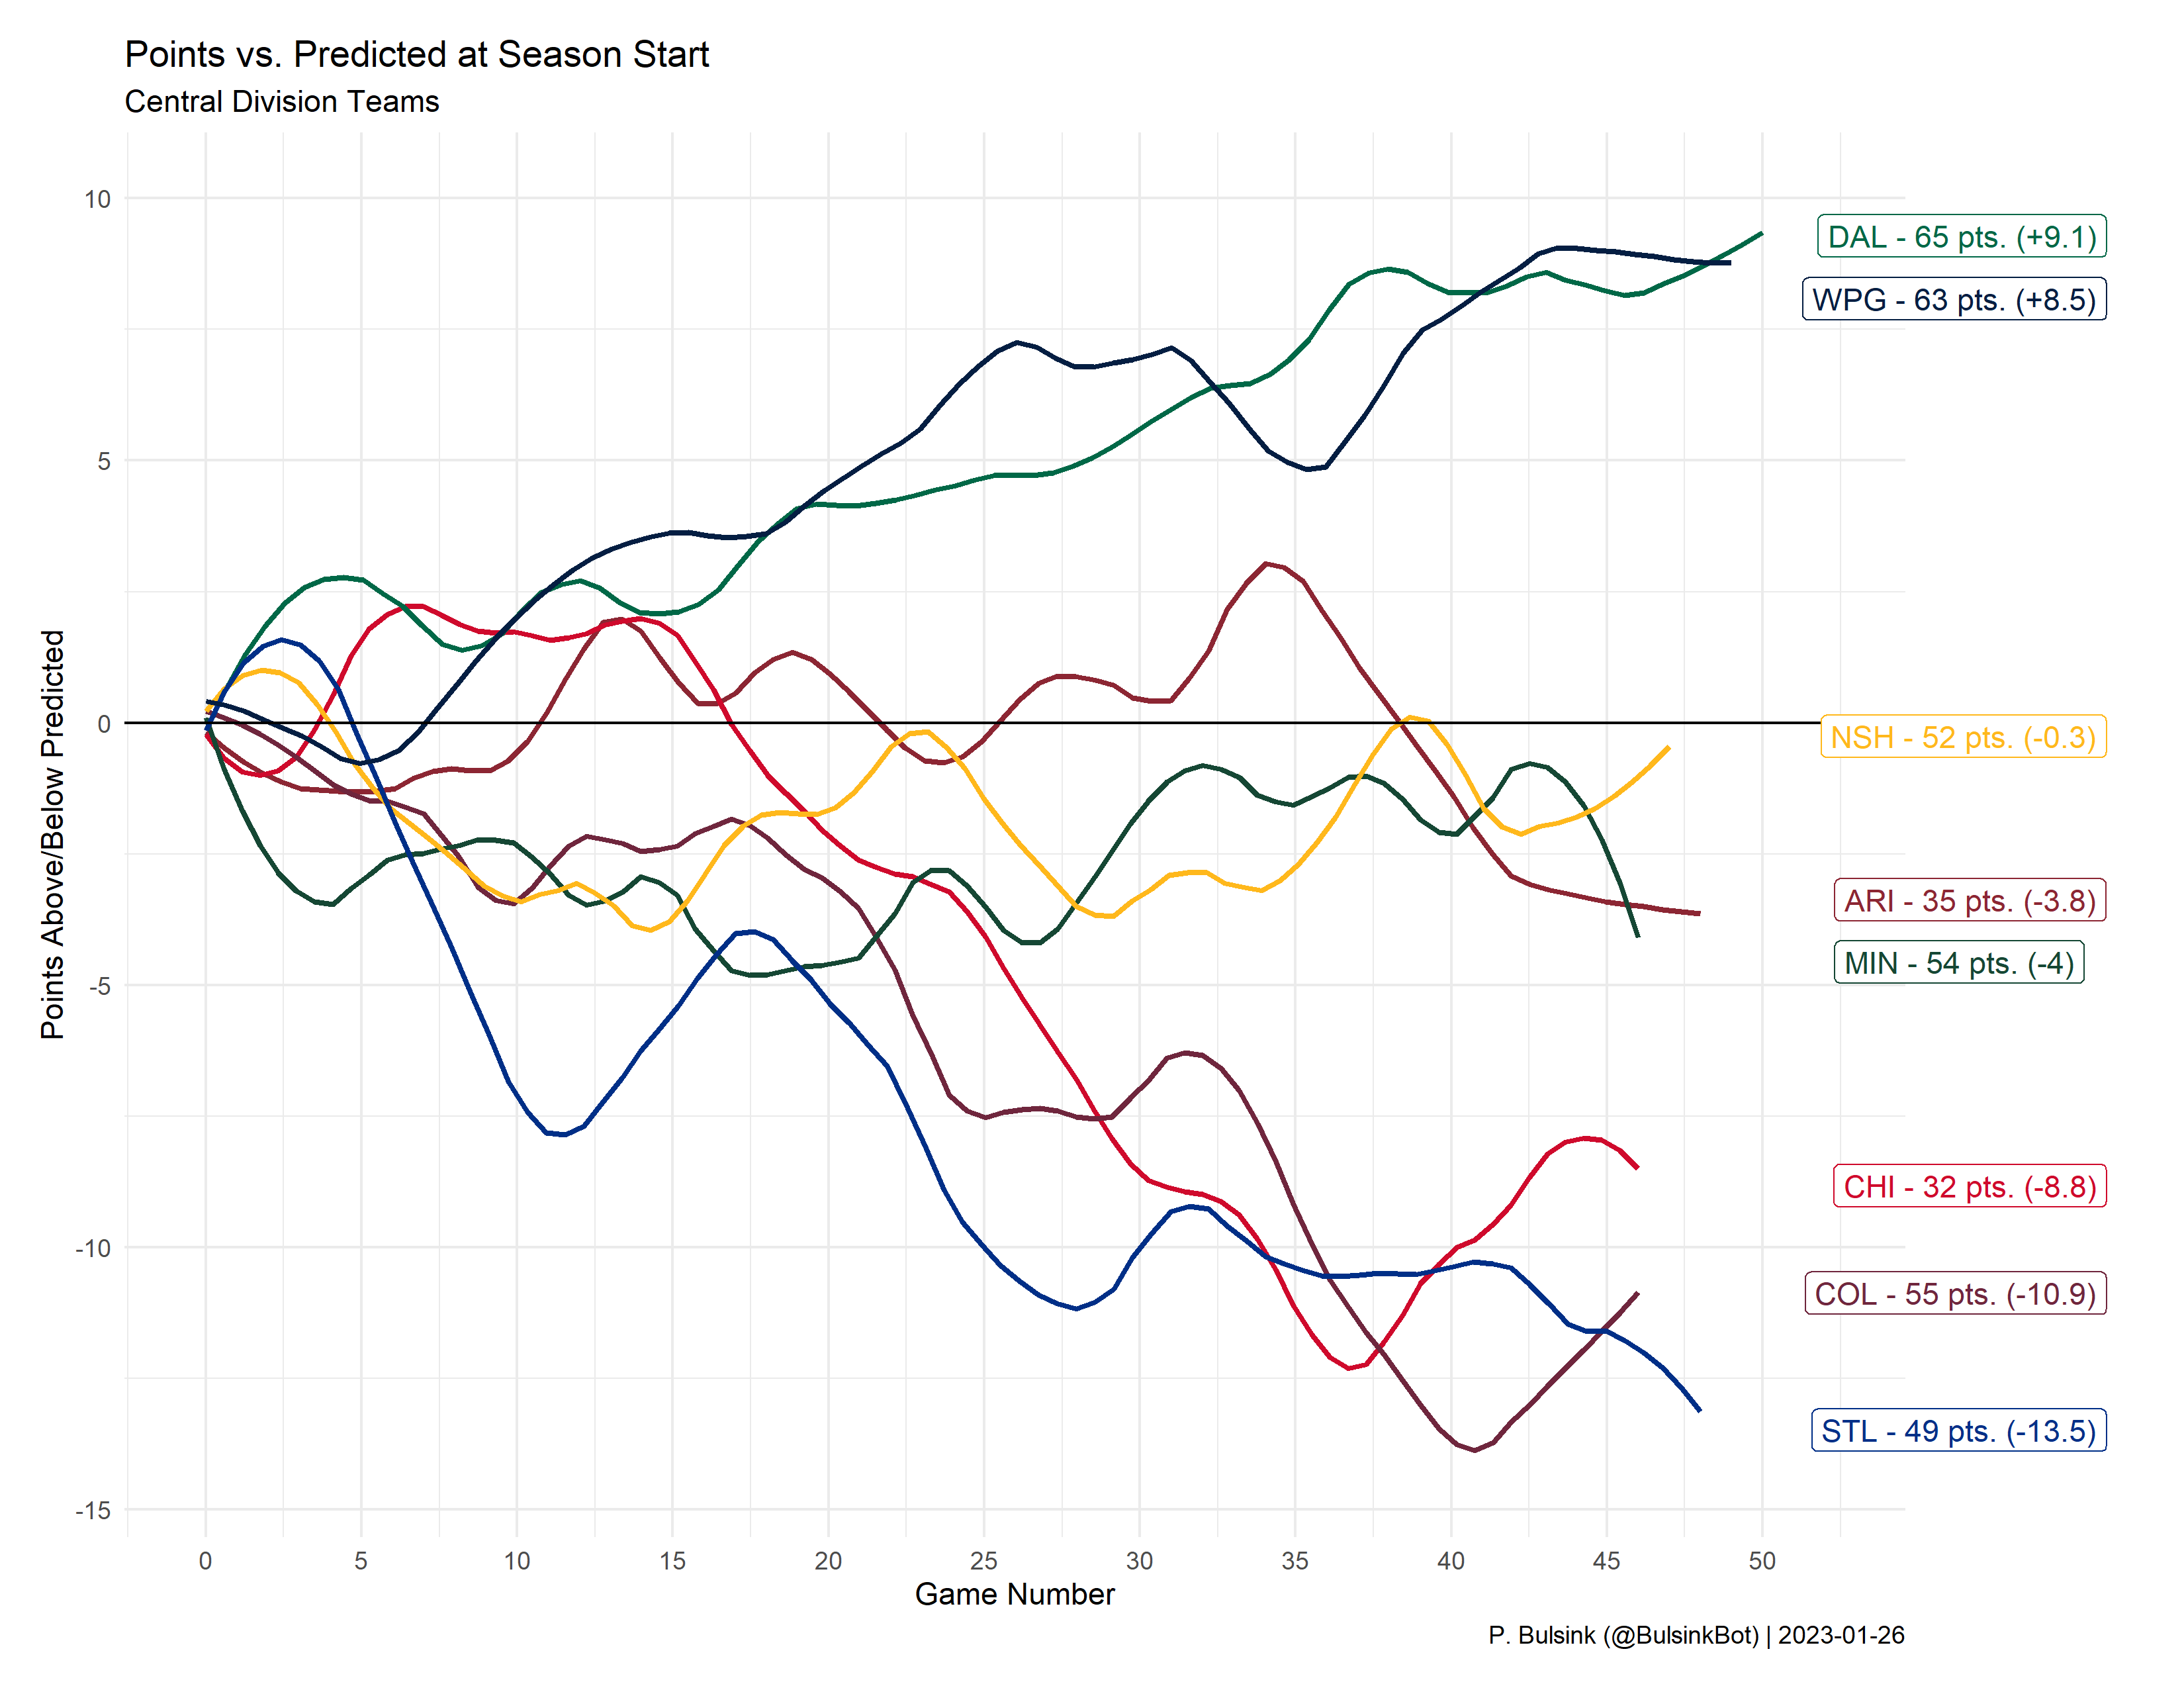 Points vs. Predicted at Season Start
Central Division Teams
Points Above/Below Predicted
10
5
0
-5
-10
-15
DAL - 65 pts. (+9.1)
WPG - 63 pts. (+8.5)
NSH - 52 pts. (-0.3)
ARI - 35 pts. (-3.8)
MIN - 54 pts. (-4)
CHI - 32 pts. (-8.8)
COL - 55 pts. (-10.9)
STL - 49 pts. (-13.5)
0 5 10 15 20 25 30 35 40 45 50
Game Number
P. Bulsink (@BulsinkBot) | 2023-01-26